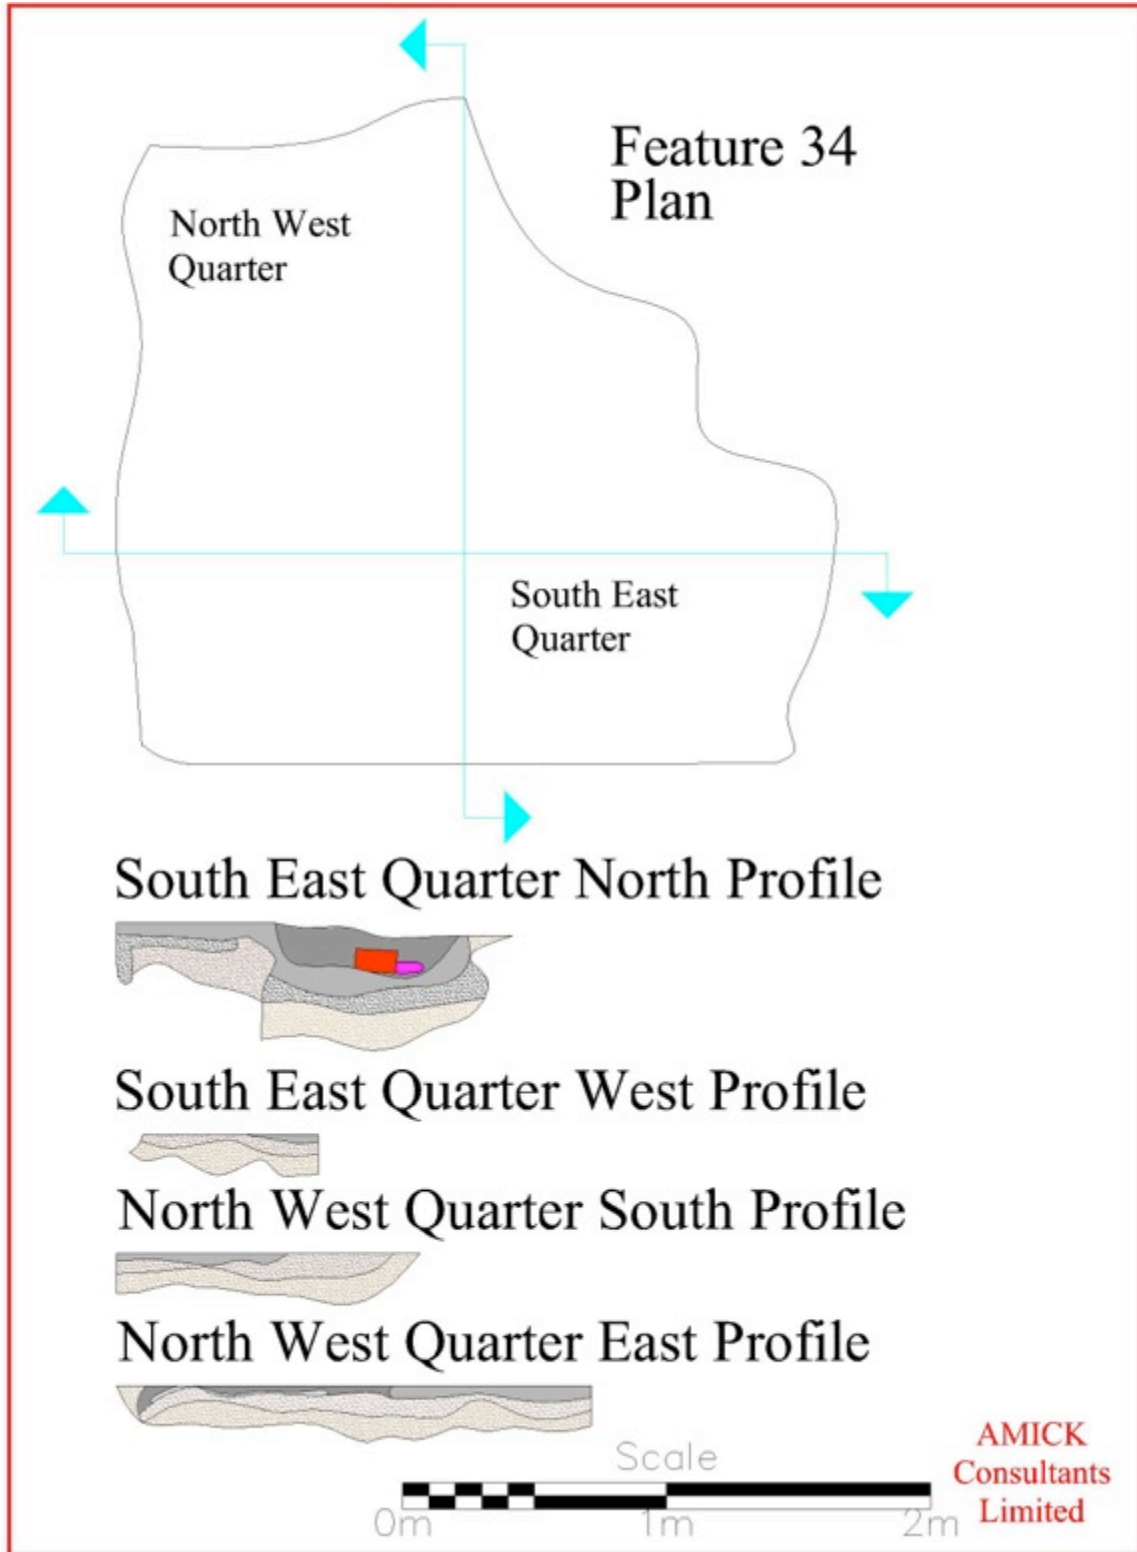 Feature 34
Plan
North West
Quarter
South East
Quarter
South East Quarter North Profile
South East Quarter West Profile
North West Quarter South Profile
North West Quarter East Profile
Scale
0m 1m 2m
AMICK
Consultants
Limited